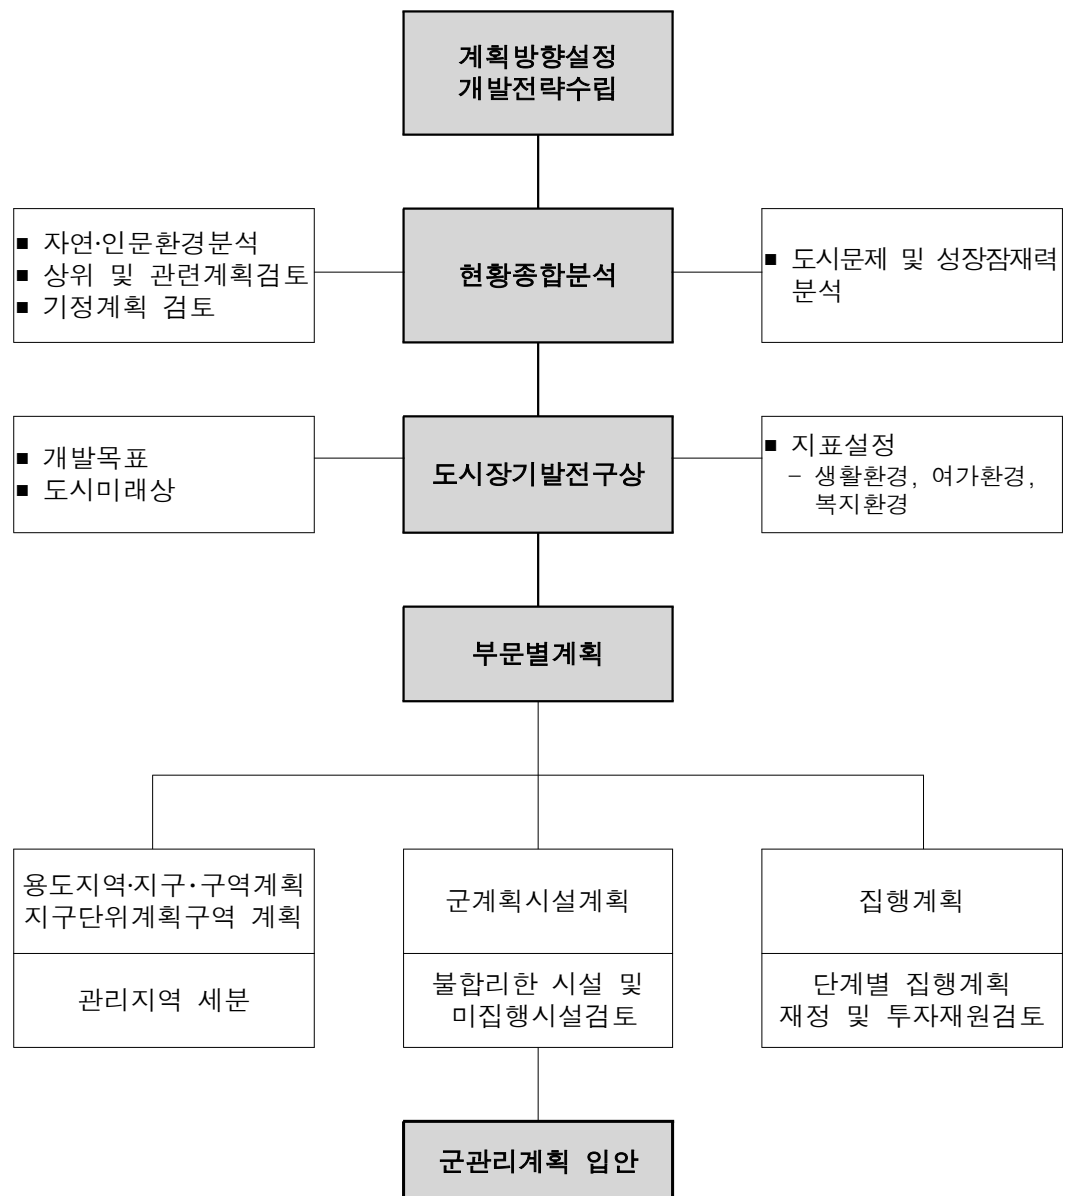 계획방향설정
개발전략수립
■ 자연·인문환경분석
■ 상위 및 관련계획검토
■ 기정계획 검토
현황종합분석
■ 도시문제 및 성장잠재력
분석
■ 개발목표
■ 도시미래상
도시장기발전구상
■ 지표설정
- 생활환경, 여가환경,
복지환경
부문별계획
용도지역·지구·구역계획
지구단위계획구역 계획
관리지역 세분
군계획시설계획
불합리한 시설 및
미집행시설검토
집행계획
단계별 집행계획
재정 및 투자재원검토
군관리계획 입안